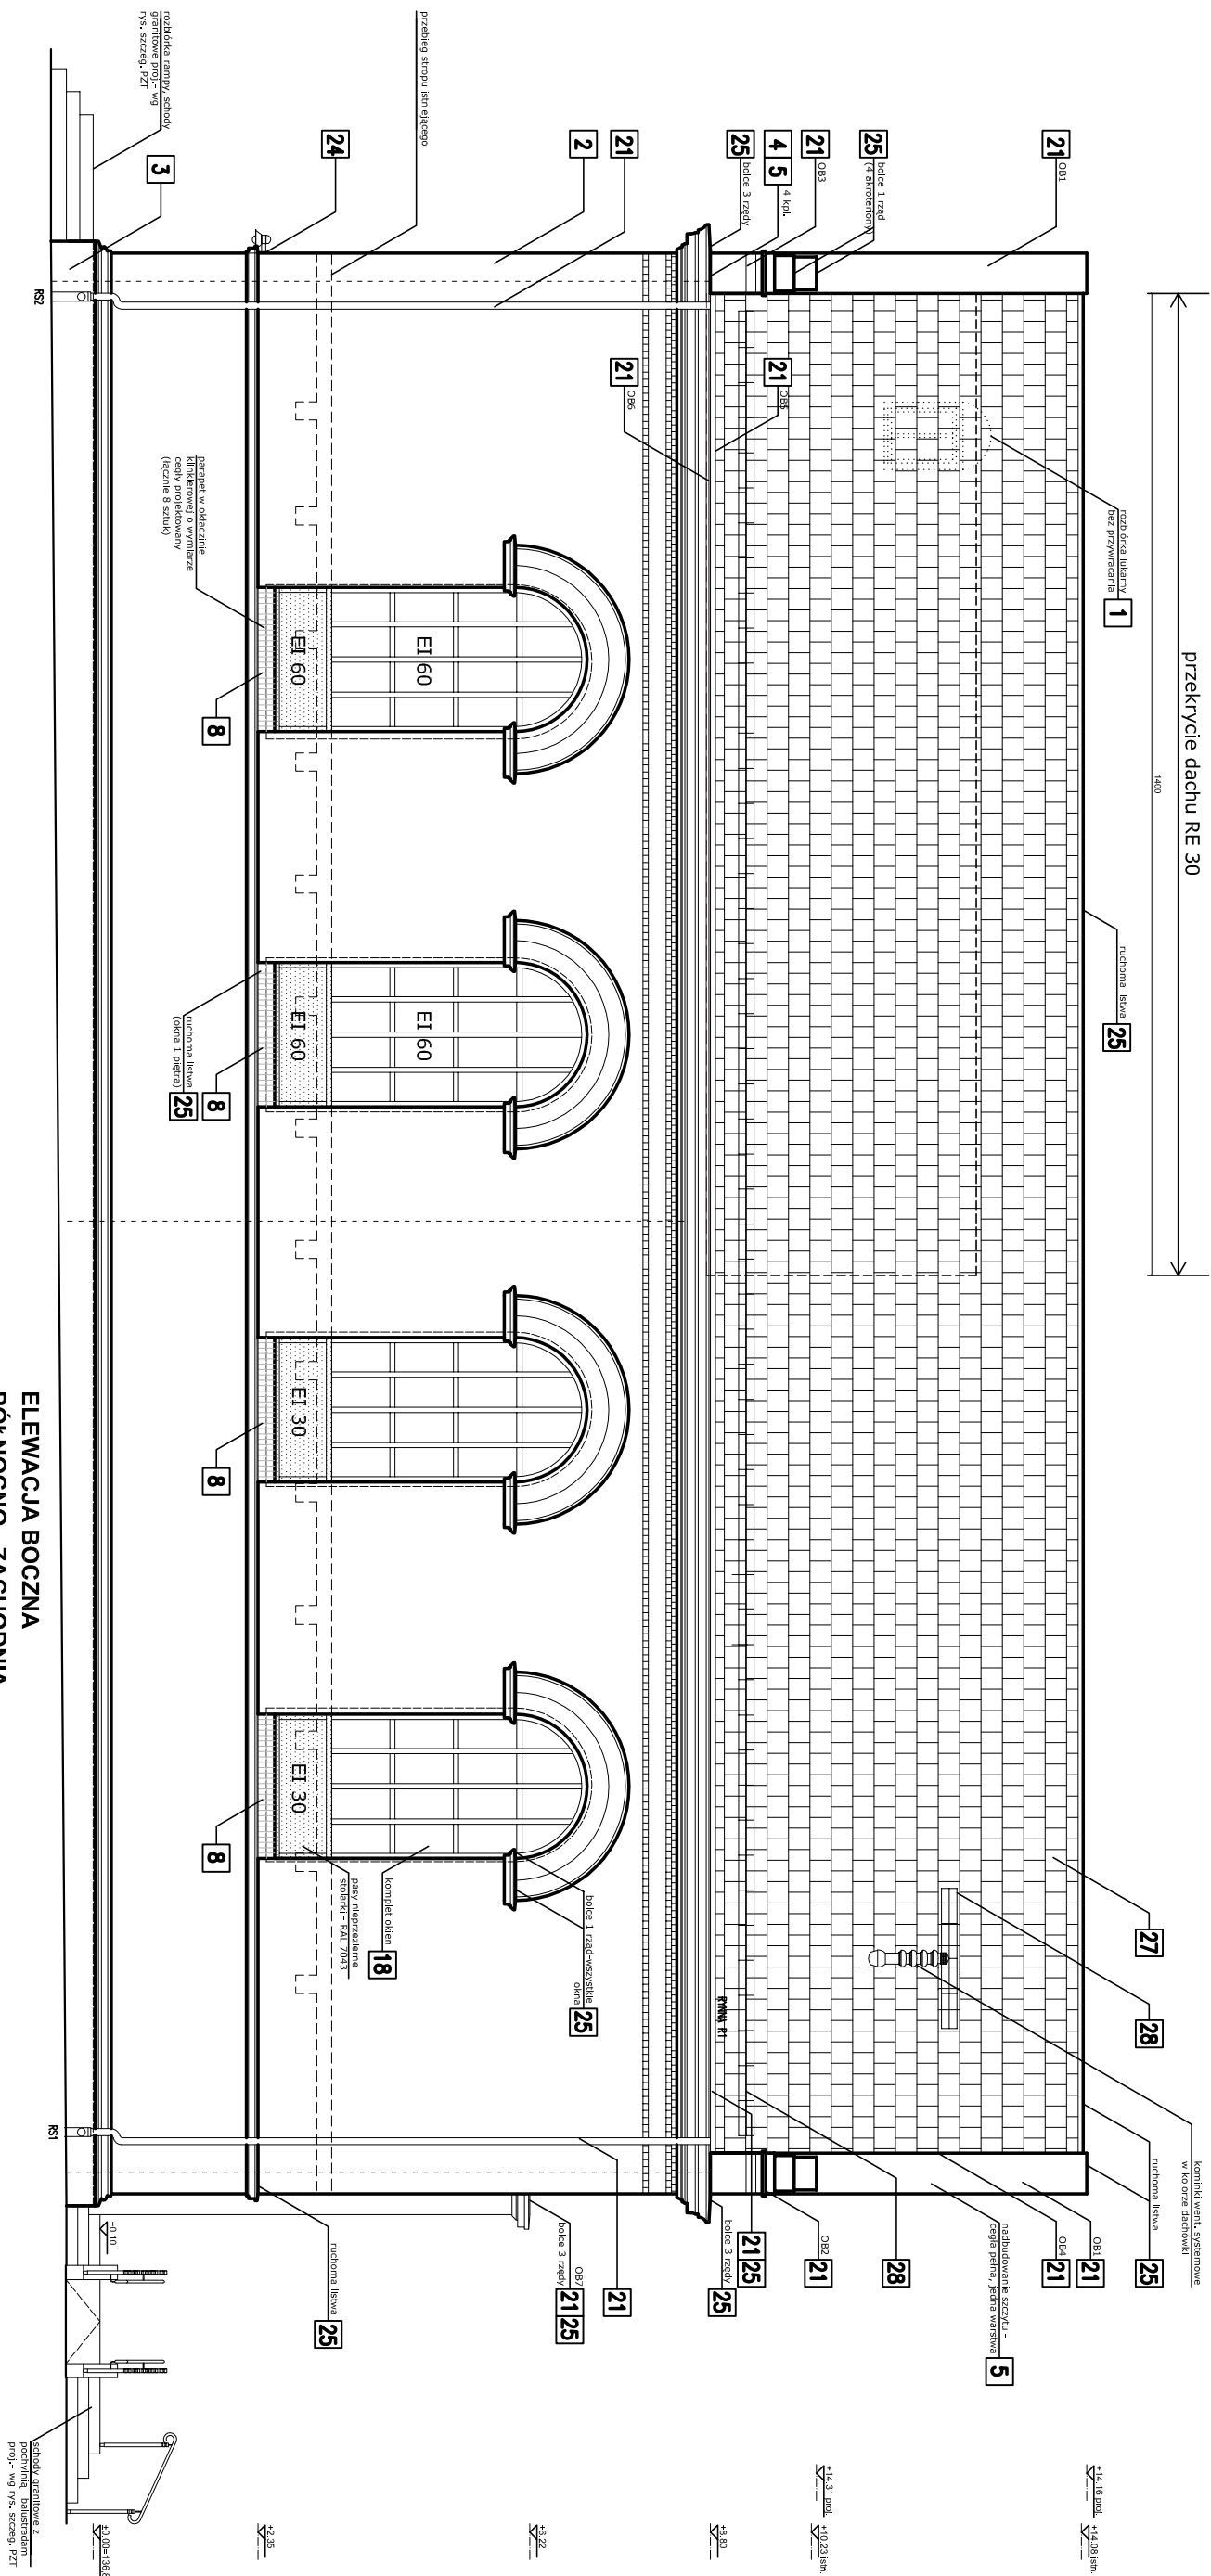 przekrycie dachu RE 30
1400
ruchoma listwa
25
rozbiórka lukarny
bez przywracania
1
27
28
kominki went. systemowe
w kolorze dachówki
ruchoma listwa
25
OB1
21
OB1
21
OB4
21
nadbudowanie szczytu -
cegła pełna, jedna warstwa
5
bolce 1 rząd
(4 akroteriony)
25
OB3
21
4 kpl.
4 5
bolce 3 rzędy
25
OB5
21
OB6
21
28
OB2
21
21 25
bolce 3 rzędy
25
RYNNA R1
21
2
21
OB7
bolce 3 rzędy
21 25
bolce 1 rząd-wszystkie
okna
25
komplet okien
18
pasy nieprzezierne
stolarki - RAL 7043
przebieg stropu istniejącego
24
EI 60
EI 60
EI 60
EI 60
EI 30
EI 30
ruchoma listwa
25
parapet w okładzinie
klinkierowej o wymiarze
cegły projektowany
(łącznie 8 sztuk)
8
8
8
8
ruchoma listwa
(okna 1 piętra)
25
rozbiórka rampy, schody
granitowe proj.- wg
rys. szczeg. PZT
3
RS2
RS1
+0.10
schody granitowe z
pochylnią i balustradami
proj.- wg rys. szczeg. PZT
+14.16 proj.
+14.08 istn.
+14.31 proj.
+10.23 istn.
+8.80
+6.22
+2.35
ELEWACJA BOCZNA